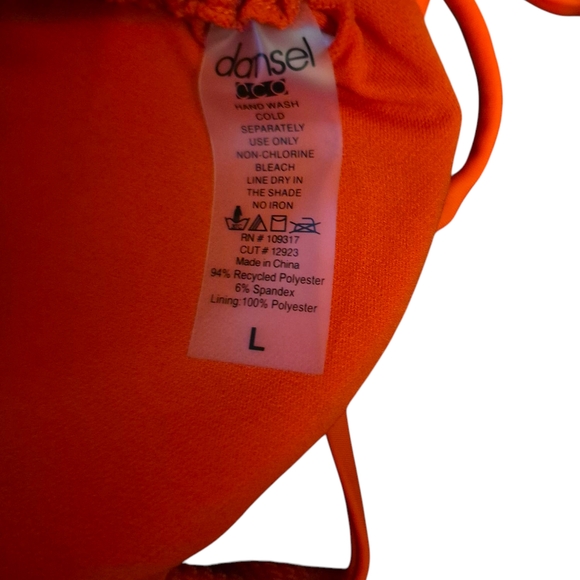 dansel
HAND WASH
COLD
SEPARATELY
USE ONLY
NON-CHLORINE
BLEACH
LINE DRY IN
THE SHADE
NO IRON
RN # 109317
CUT # 12923
Made in China
94% Recycled Polyester
6% Spandex
Lining:100% Polyester
L